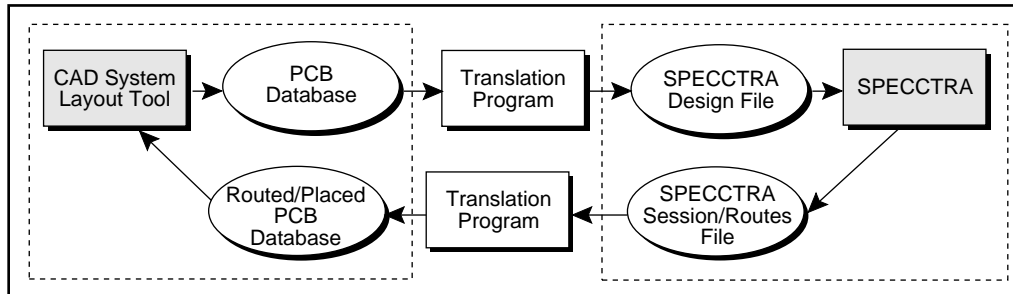 CAD System
Layout Tool
PCB
Database
Translation
Program
SPECCTRA
Design File
SPECCTRA
Routed/Placed
PCB
Database
Translation
Program
SPECCTRA
Session/Routes
File